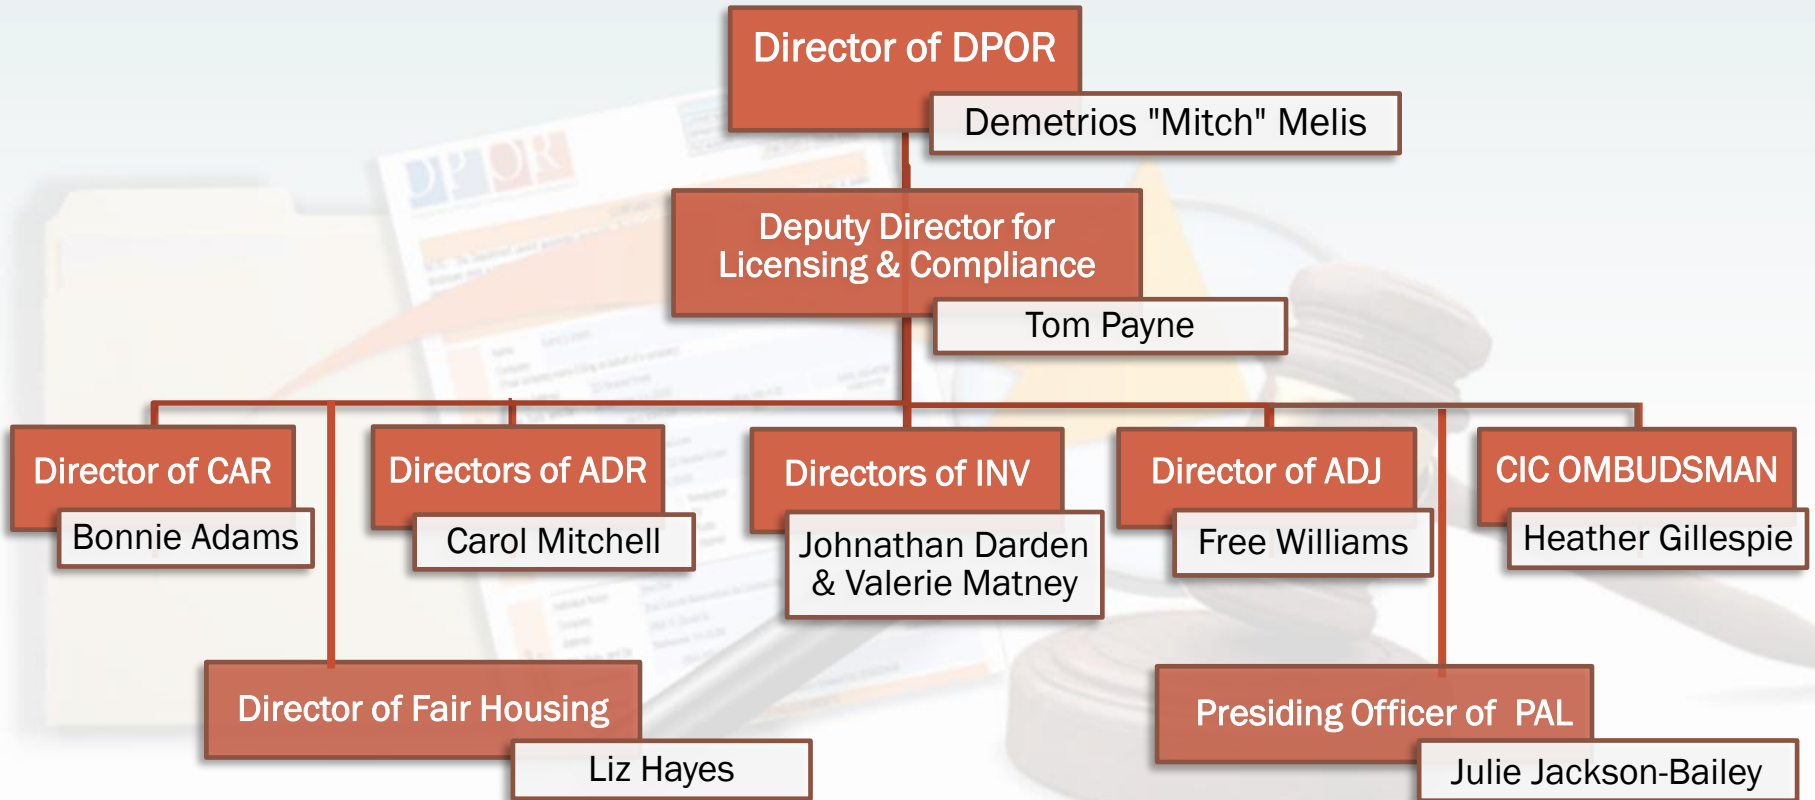 Director of DPOR
Demetrios "Mitch" Melis
Deputy Director for
Licensing & Compliance
Tom Payne
Director of CAR
Bonnie Adams
Directors of ADR
Carol Mitchell
Directors of INV
Johnathan Darden
& Valerie Matney
Director of ADJ
Free Williams
CIC OMBUDSMAN
Heather Gillespie
Director of Fair Housing
Liz Hayes
Presiding Officer of PAL
Julie Jackson-Bailey
DPOR